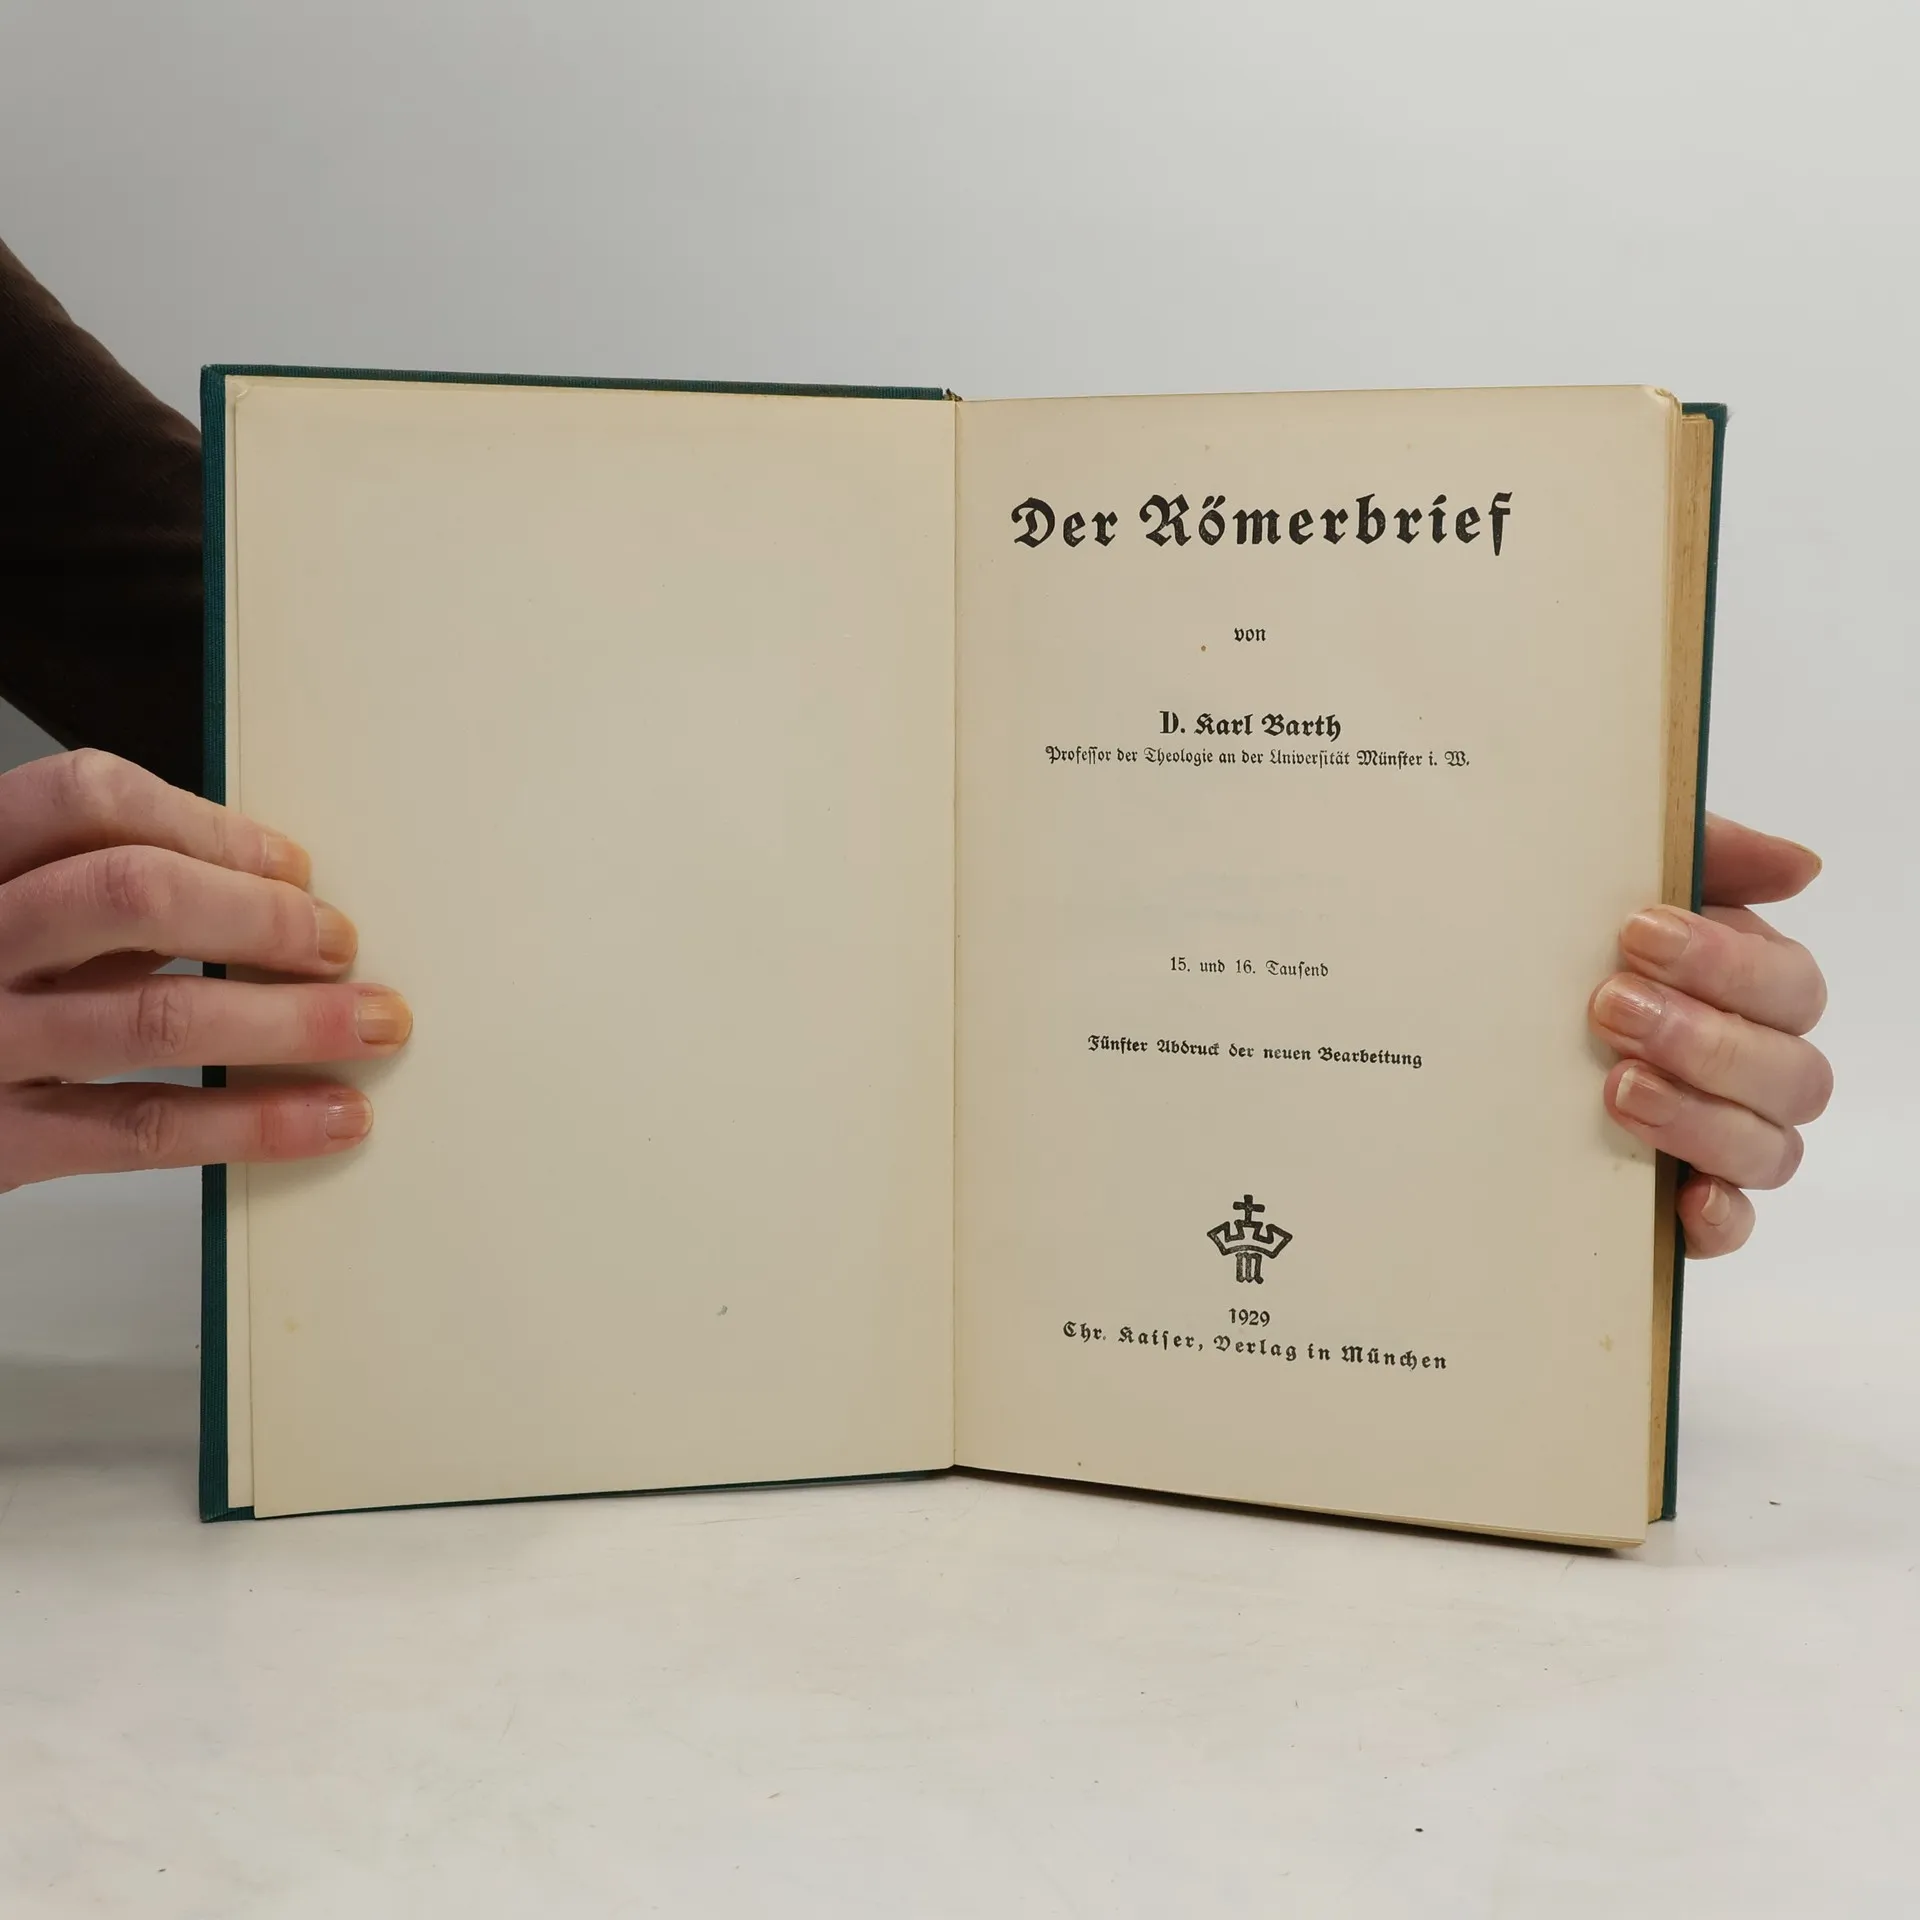 Der Römerbrief
von
D. Karl Barth
Profeſſor der Theologie an der Univerſität Münſter i. W.
15. und 16. Tauſend
Fünfter Abdruck der neuen Bearbeitung
m
1929
Chr. Kaiſer, Verlag in München